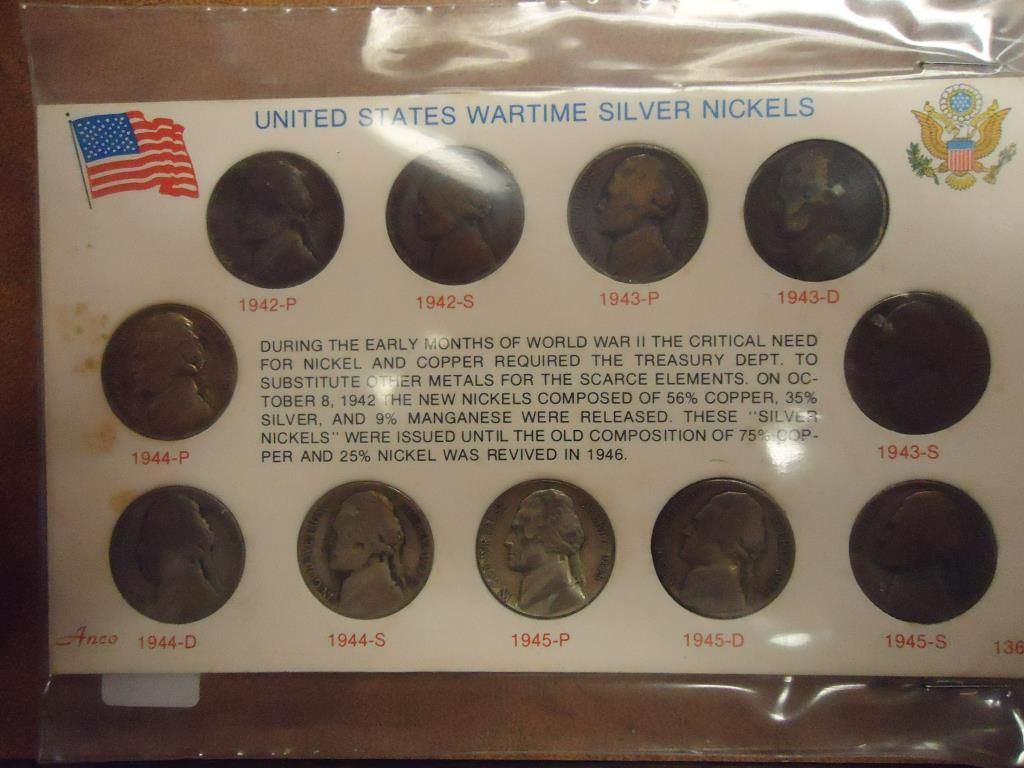 UNITED STATES WARTIME SILVER NICKELS
1942-P
1942-S
1943-P
1943-D
DURING THE EARLY MONTHS OF WORLD WAR II THE CRITICAL NEED
FOR NICKEL AND COPPER REQUIRED THE TREASURY DEPT. TO
SUBSTITUTE OTHER METALS FOR THE SCARCE ELEMENTS. ON OC-
TOBER 8, 1942 THE NEW NICKELS COMPOSED OF 56% COPPER, 35%
SILVER, AND 9% MANGANESE WERE RELEASED. THESE "SILVER
NICKELS" WERE ISSUED UNTIL THE OLD COMPOSITION OF 75% COP-
PER AND 25% NICKEL WAS REVIVED IN 1946.
1944-P
1943-S
Anco
1944-D
1944-S
1945-P
1945-D
1945-S
136